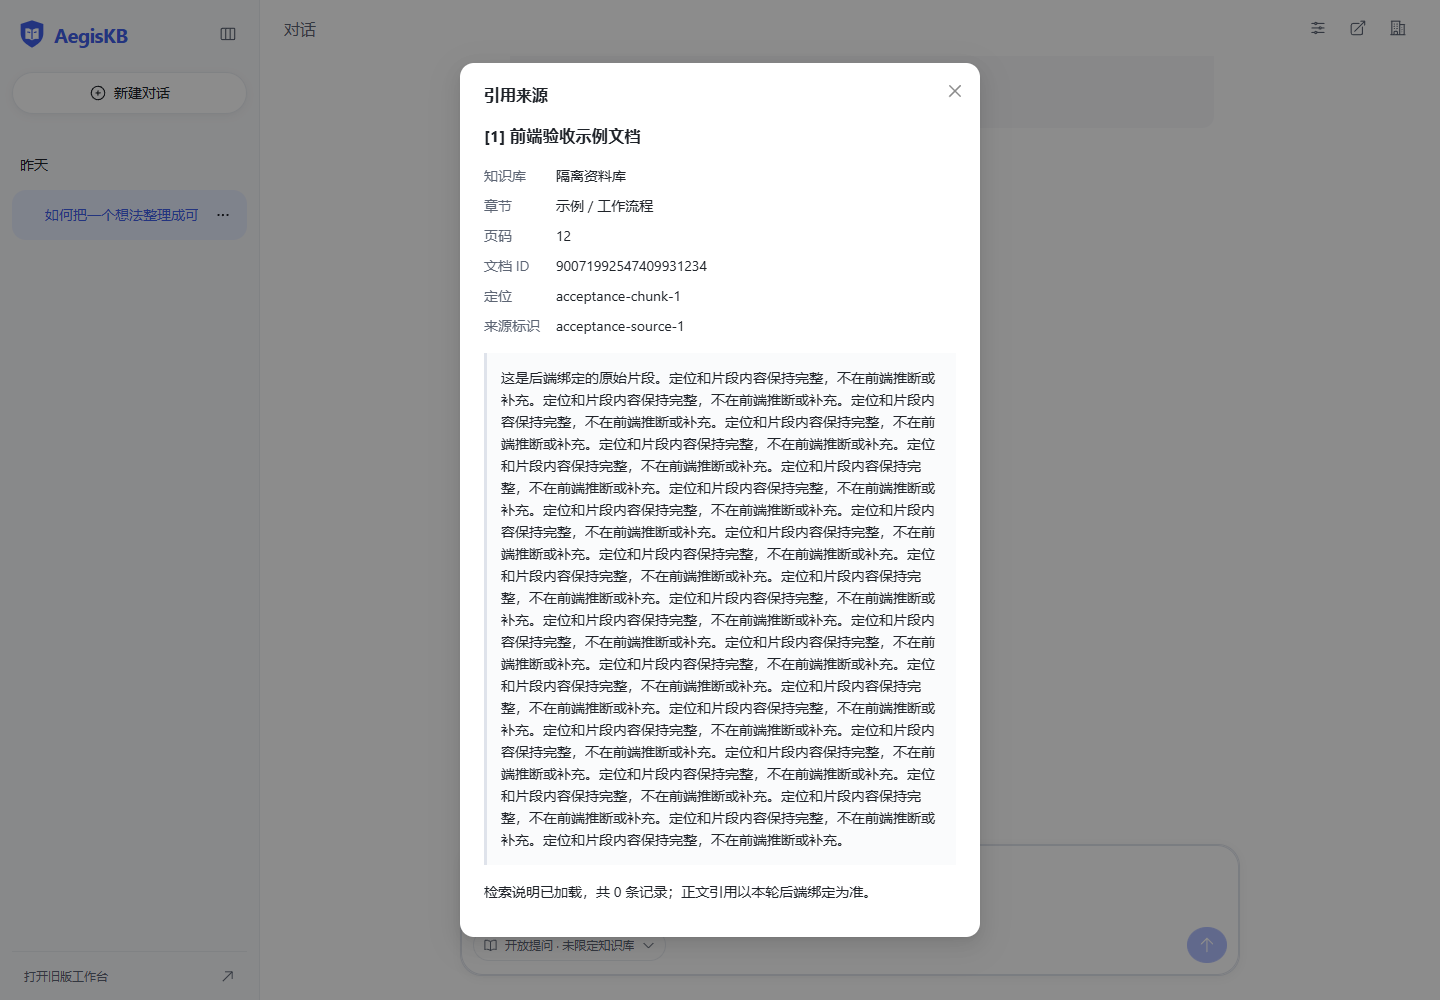 AegisKB
对话
新建对话
昨天
如何把一个想法整理成可
引用来源
[1] 前端验收示例文档
知识库 隔离资料库
章节 示例 / 工作流程
页码 12
文档 ID 90071992547409931234
定位 acceptance-chunk-1
来源标识 acceptance-source-1
这是后端绑定的原始片段。定位和片段内容保持完整，不在前端推断或
补充。定位和片段内容保持完整，不在前端推断或补充。定位和片段内
容保持完整，不在前端推断或补充。定位和片段内容保持完整，不在前
端推断或补充。定位和片段内容保持完整，不在前端推断或补充。定位
和片段内容保持完整，不在前端推断或补充。定位和片段内容保持完
整，不在前端推断或补充。定位和片段内容保持完整，不在前端推断或
补充。定位和片段内容保持完整，不在前端推断或补充。定位和片段内
容保持完整，不在前端推断或补充。定位和片段内容保持完整，不在前
端推断或补充。定位和片段内容保持完整，不在前端推断或补充。定位
和片段内容保持完整，不在前端推断或补充。定位和片段内容保持完
整，不在前端推断或补充。定位和片段内容保持完整，不在前端推断或
补充。定位和片段内容保持完整，不在前端推断或补充。定位和片段内
容保持完整，不在前端推断或补充。定位和片段内容保持完整，不在前
端推断或补充。定位和片段内容保持完整，不在前端推断或补充。定位
和片段内容保持完整，不在前端推断或补充。定位和片段内容保持完
整，不在前端推断或补充。定位和片段内容保持完整，不在前端推断或
补充。定位和片段内容保持完整，不在前端推断或补充。定位和片段内
容保持完整，不在前端推断或补充。定位和片段内容保持完整，不在前
端推断或补充。定位和片段内容保持完整，不在前端推断或补充。定位
和片段内容保持完整，不在前端推断或补充。定位和片段内容保持完
整，不在前端推断或补充。定位和片段内容保持完整，不在前端推断或
补充。定位和片段内容保持完整，不在前端推断或补充。
检索说明已加载，共 0 条记录；正文引用以本轮后端绑定为准。
开放提问 · 未限定知识库
打开旧版工作台